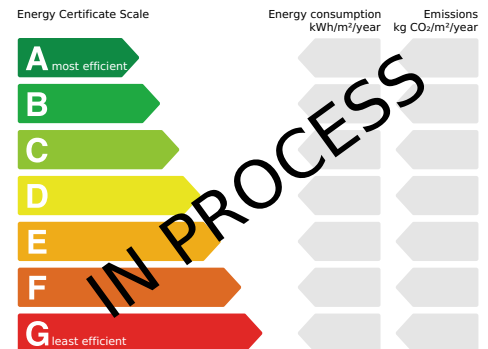 Energy Certificate Scale
Energy consumption
kWh/m²/year
Emissions
kg CO₂/m²/year
A most efficient
B
C
D
E
F
G least efficient
IN PROCESS